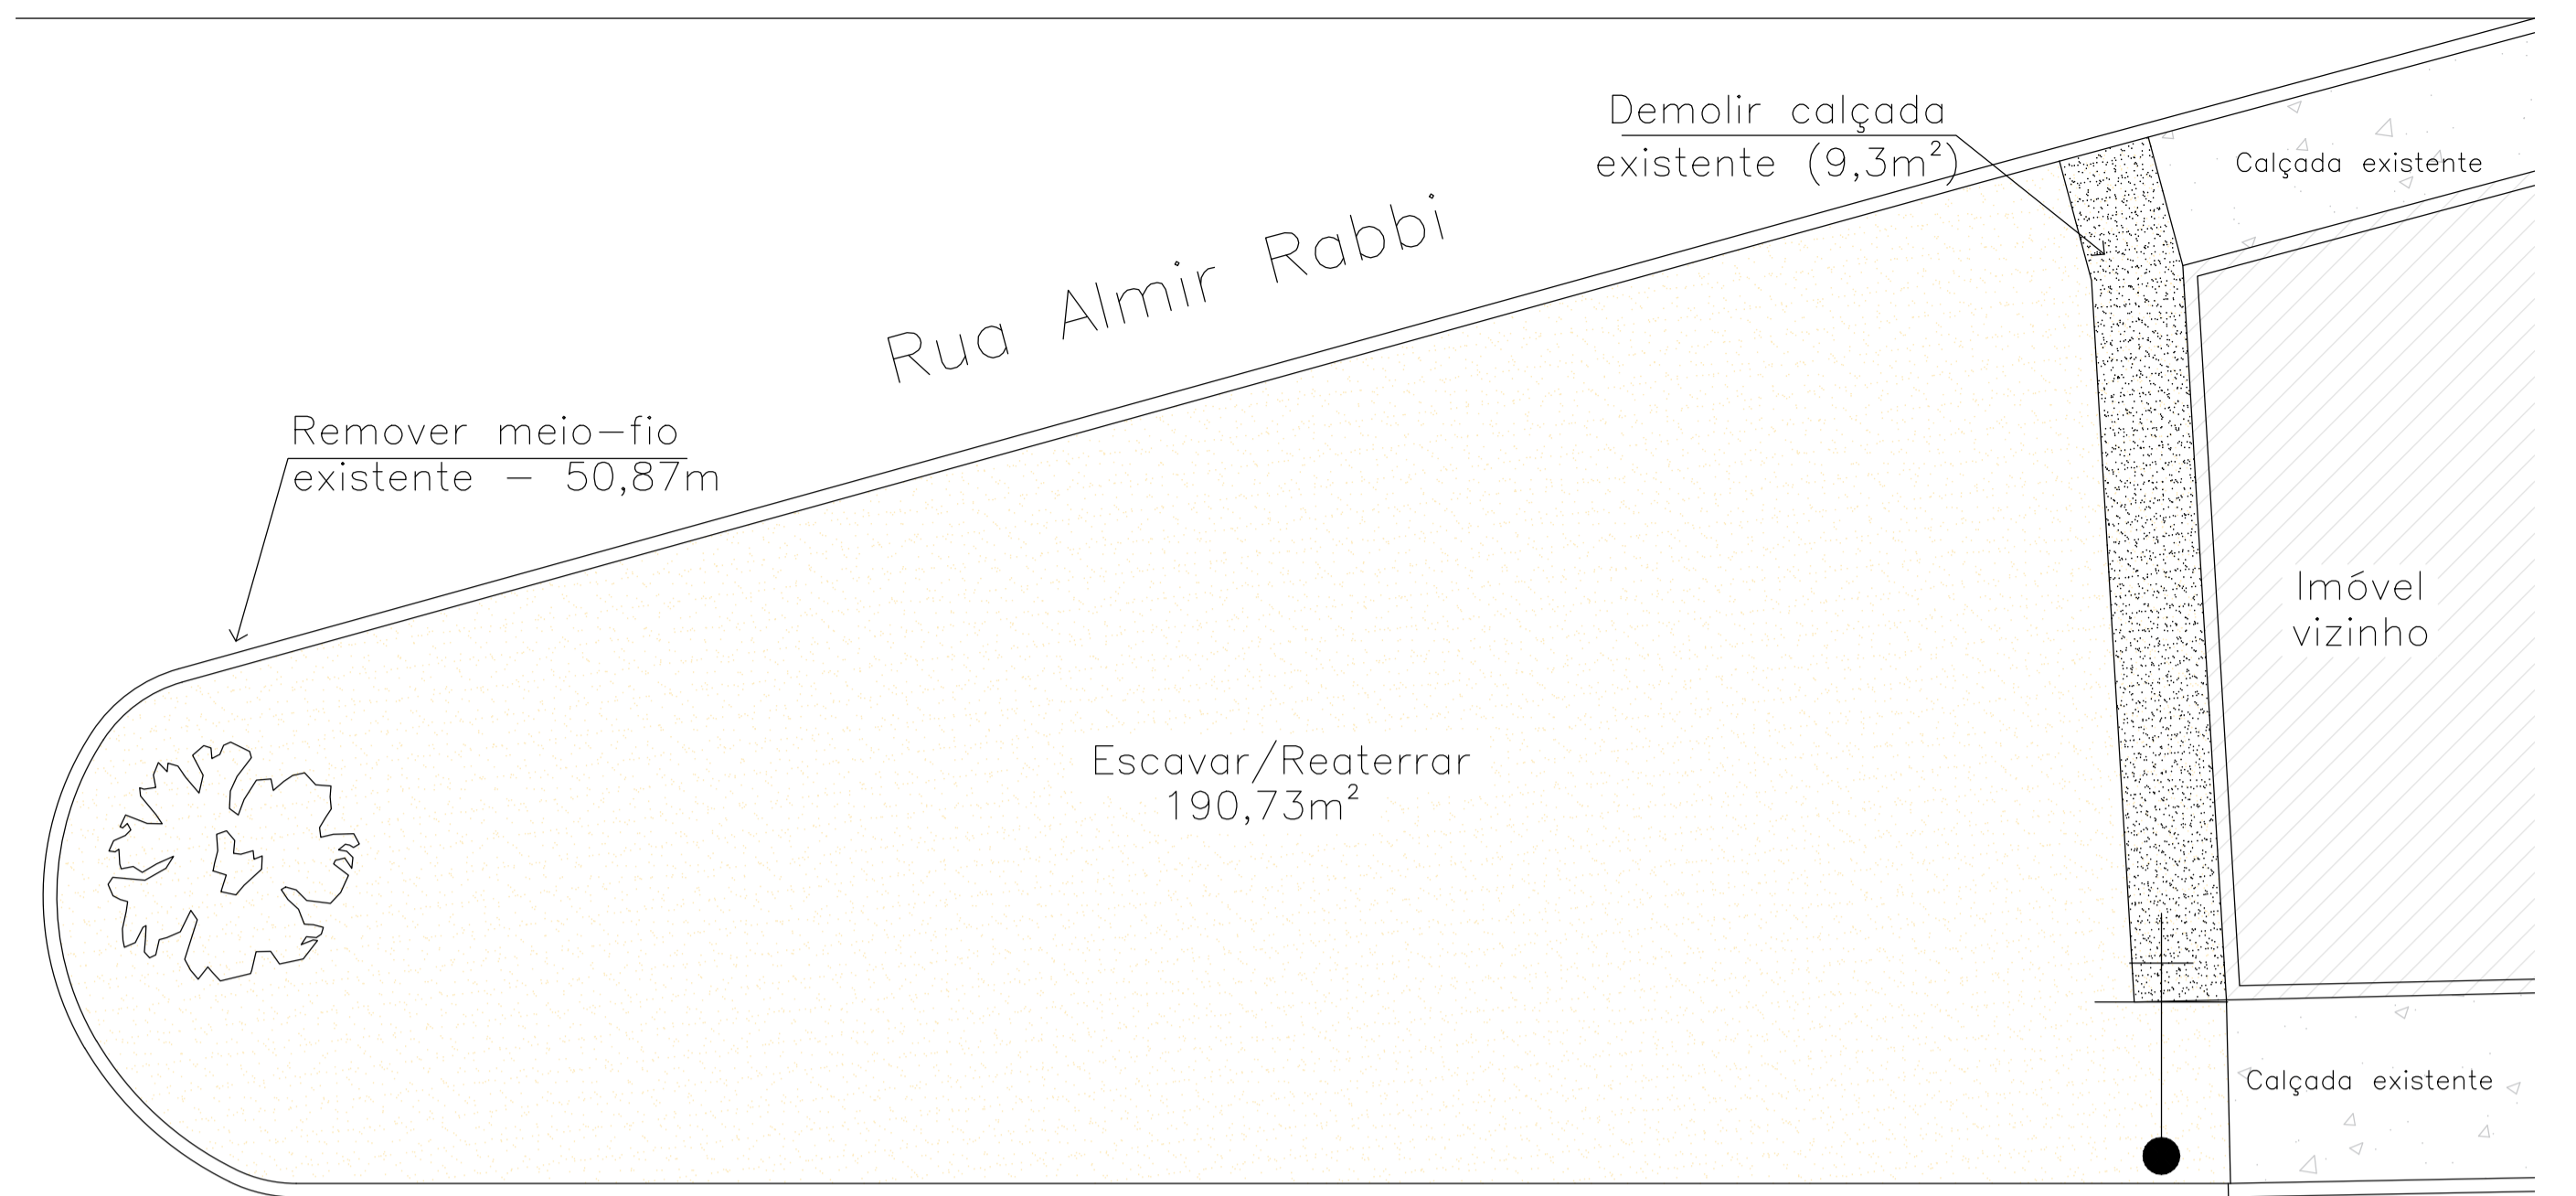 Demolir calçada
existente (9,3m²)
Calçada existente
Rua Almir Rabbi
Remover meio-fio
existente - 50,87m
Imóvel
vizinho
Escavar/Reaterrar
190,73m²
Calçada existente